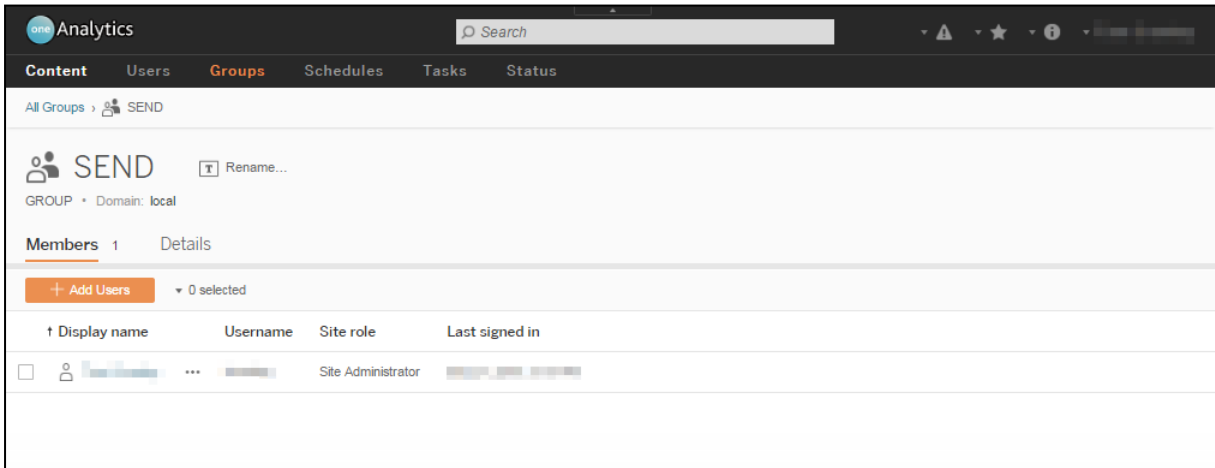 one Analytics
Search
Content Users Groups Schedules Tasks Status
All Groups › SEND
SEND
T Rename...
GROUP • Domain: local
Members 1 Details
+ Add Users ▾ 0 selected
↑ Display name Username Site role Last signed in
••• Site Administrator